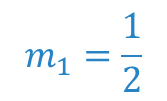 m₁ = 1/2